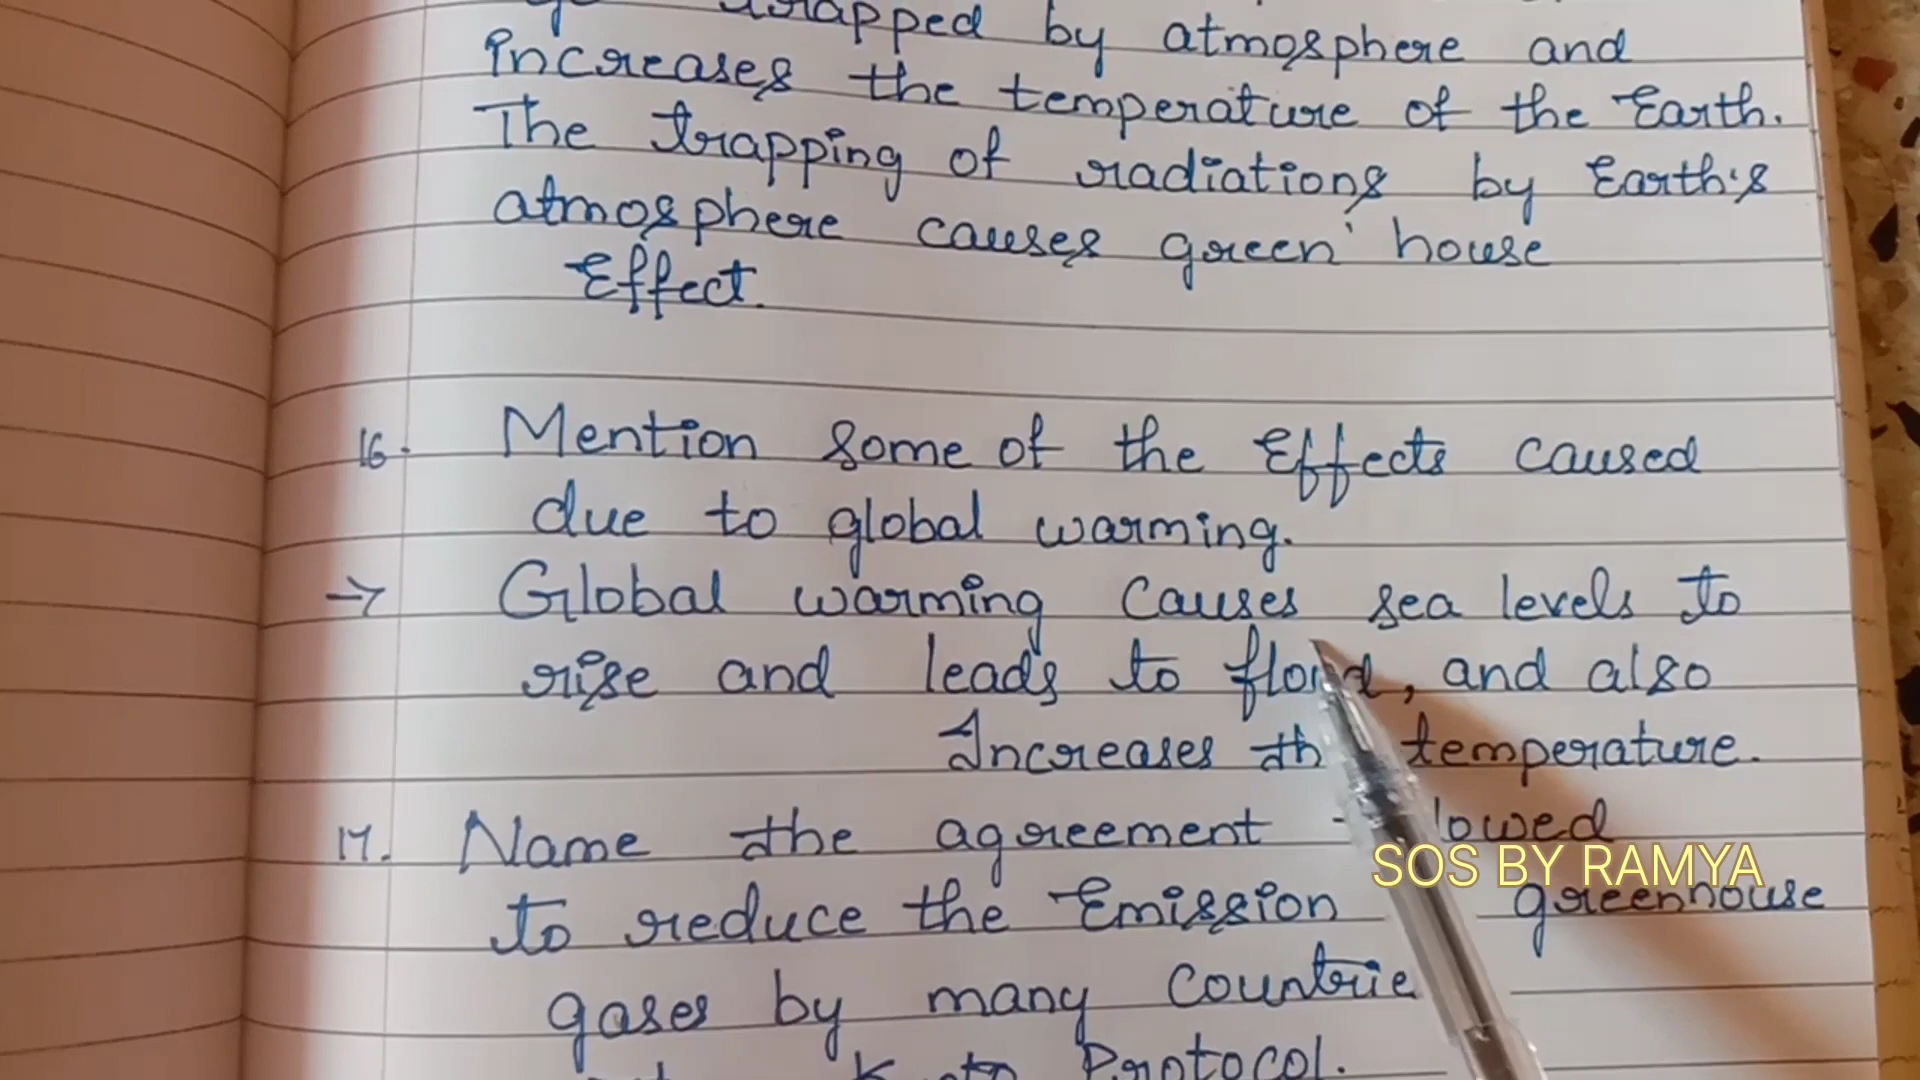 trapped by atmosphere and
increases the temperature of the Earth.
The trapping of radiations by Earth's
atmosphere causes green house
Effect.
16. Mention some of the Effects caused
due to global warming.
→ Global warming causes sea levels to
rise and leads to flood, and also
Increases the temperature.
17. Name the agreement
to reduce the Emission greenhouse
gases by many
Protocol.
SOS BY RAMYA